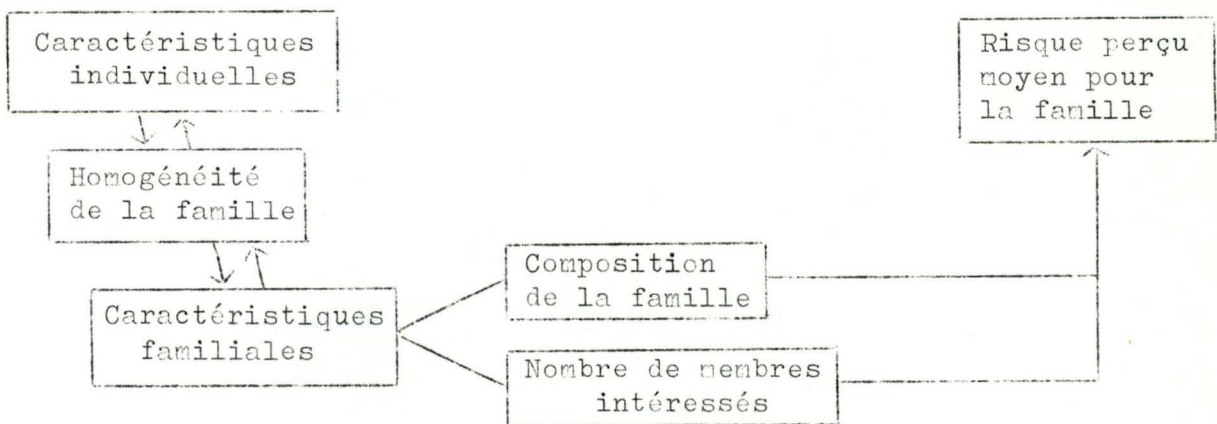 Caractéristiques
individuelles
Risque perçu
moyen pour
la famille
Homogénéité
de la famille
Composition
de la famille
Caractéristiques
familiales
Nombre de membres
intéressés